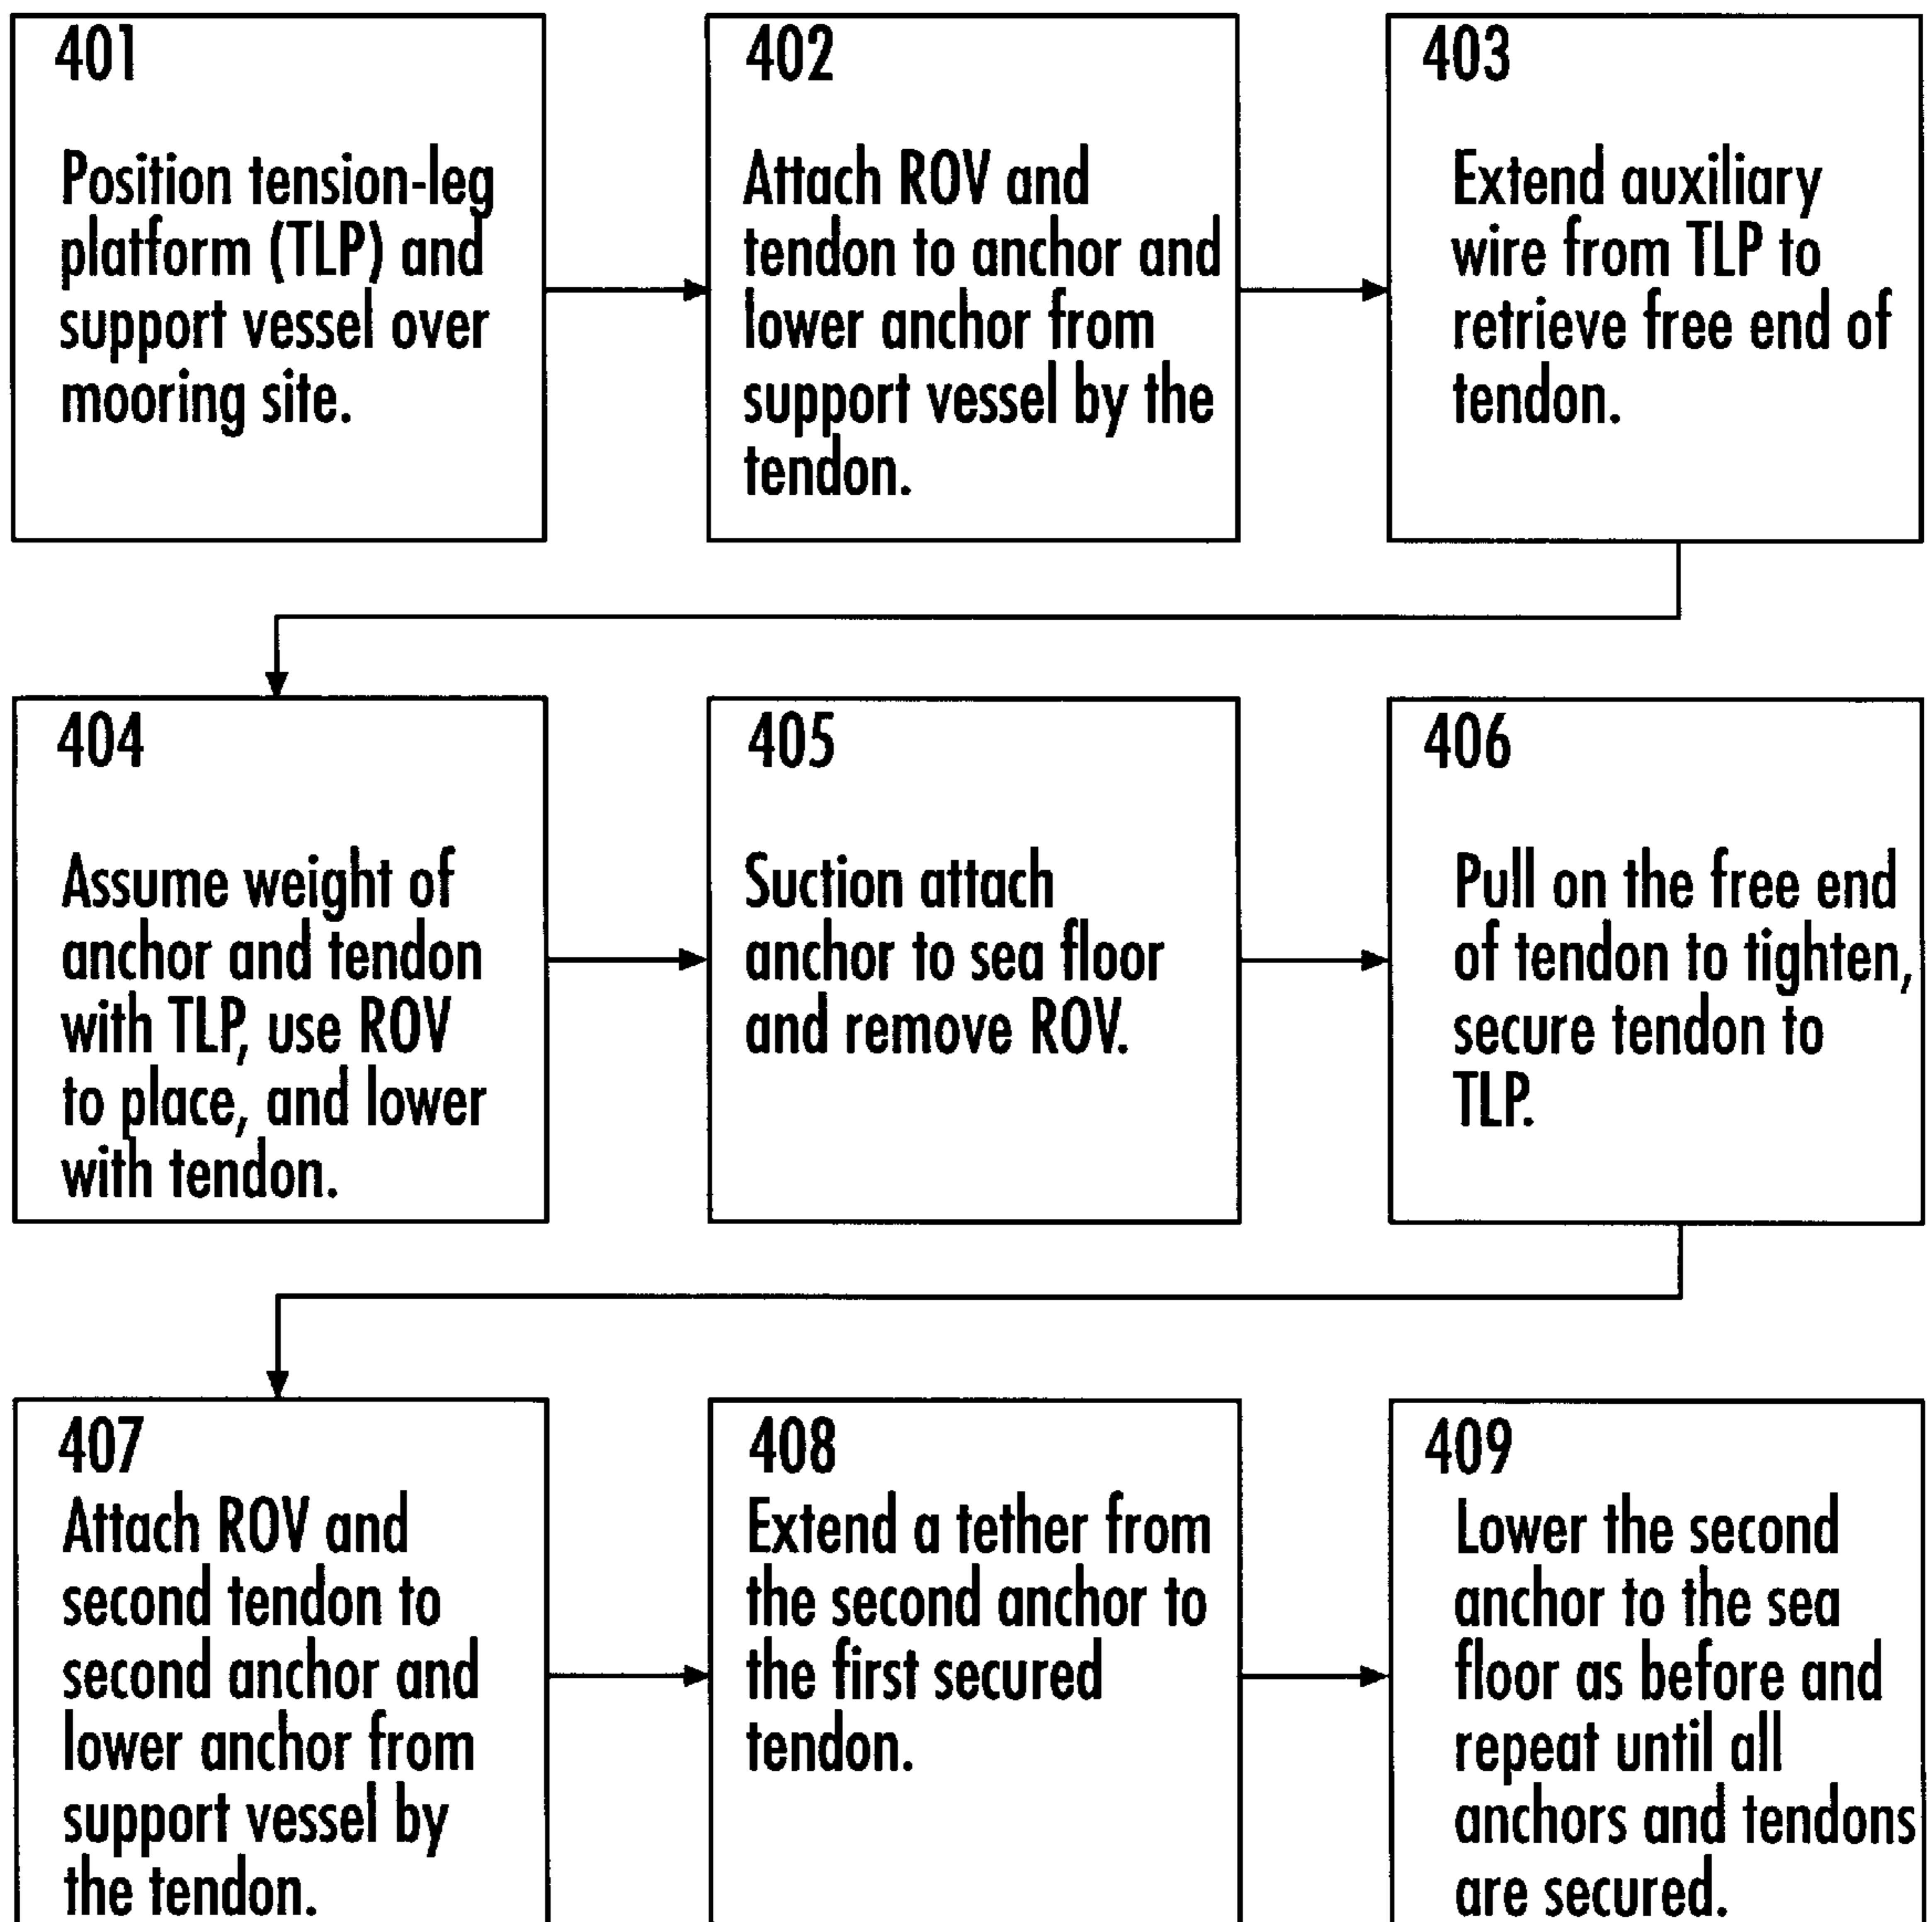 401
Position tension-leg
platform (TLP) and
support vessel over
mooring site.
402
Attach ROV and
tendon to anchor and
lower anchor from
support vessel by the
tendon.
403
Extend auxiliary
wire from TLP to
retrieve free end of
tendon.
404
Assume weight of
anchor and tendon
with TLP, use ROV
to place, and lower
with tendon.
405
Suction attach
anchor to sea floor
and remove ROV.
406
Pull on the free end
of tendon to tighten,
secure tendon to
TLP.
407
Attach ROV and
second tendon to
second anchor and
lower anchor from
support vessel by
the tendon.
408
Extend a tether from
the second anchor to
the first secured
tendon.
409
Lower the second
anchor to the sea
floor as before and
repeat until all
anchors and tendons
are secured.